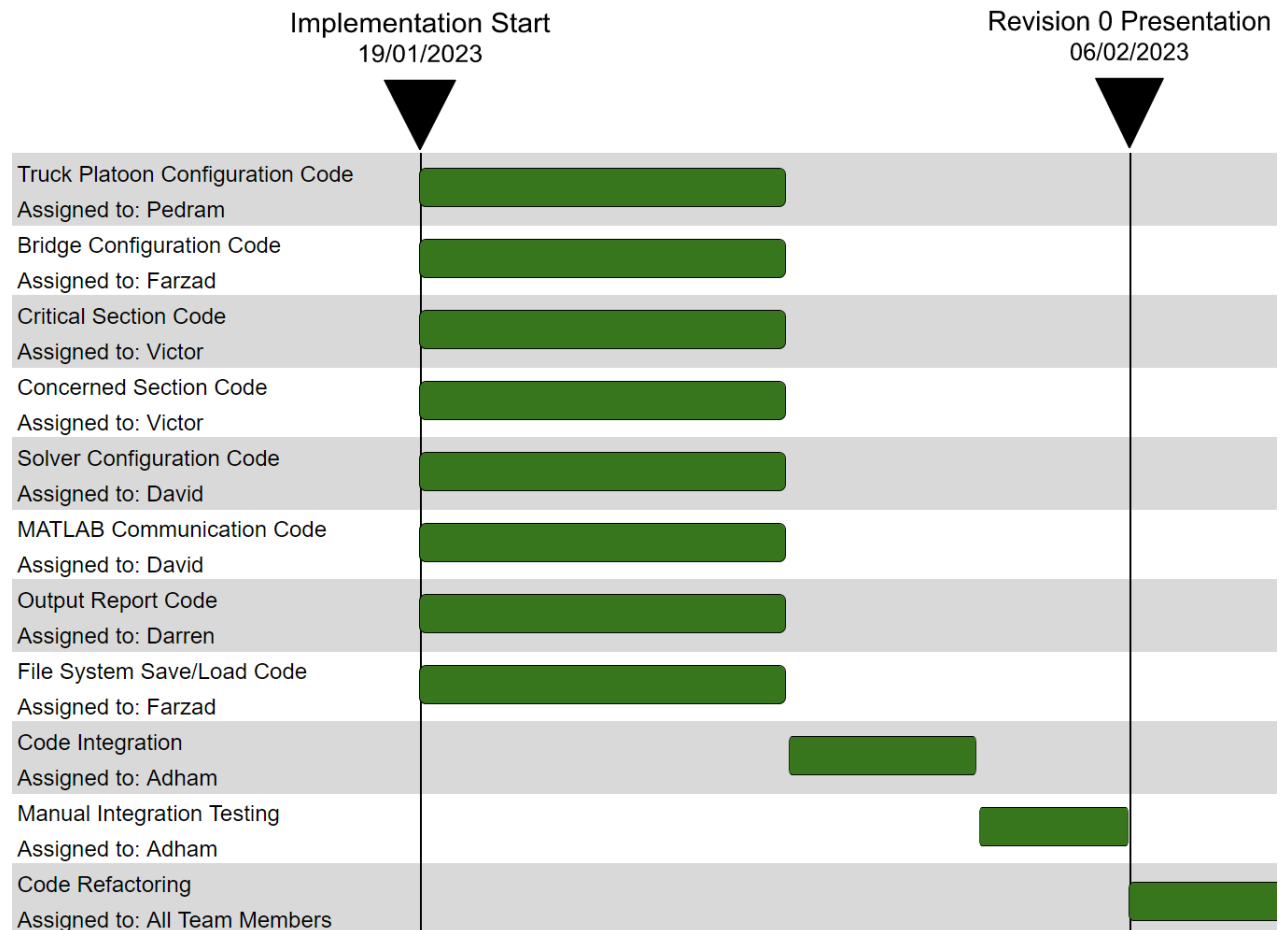 Implementation Start
19/01/2023
Revision 0 Presentation
06/02/2023
Truck Platoon Configuration Code
Assigned to: Pedram
Bridge Configuration Code
Assigned to: Farzad
Critical Section Code
Assigned to: Victor
Concerned Section Code
Assigned to: Victor
Solver Configuration Code
Assigned to: David
MATLAB Communication Code
Assigned to: David
Output Report Code
Assigned to: Darren
File System Save/Load Code
Assigned to: Farzad
Code Integration
Assigned to: Adham
Manual Integration Testing
Assigned to: Adham
Code Refactoring
Assigned to: All Team Members